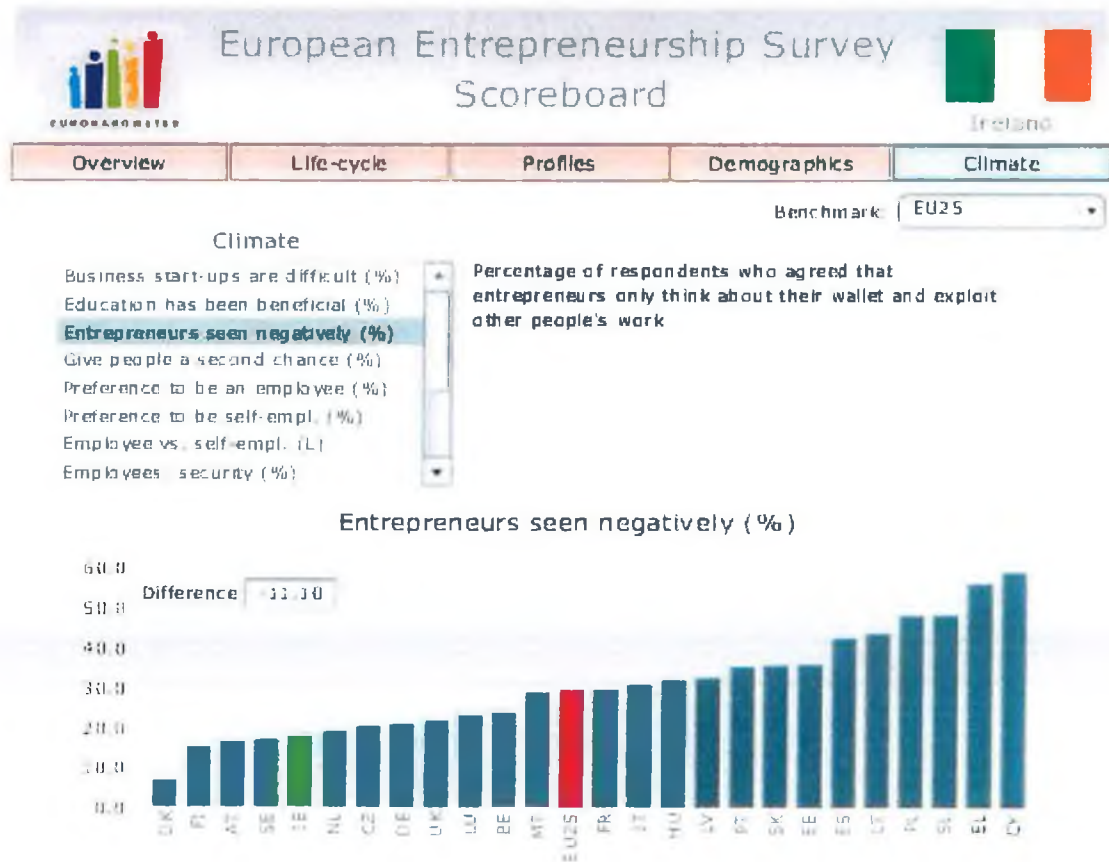 European Entrepreneurship Survey
Scoreboard
EUROBAROMETER
Ireland
Overview
Life-cycle
Profiles
Demographics
Climate
Benchmark
EU25
Climate
Business start-ups are difficult (%)
Education has been beneficial (%)
Entrepreneurs seen negatively (%)
Give people a second chance (%)
Preference to be an employee (%)
Preference to be self-empl. (%)
Employee vs. self-empl. (L)
Employees, security (%)
Percentage of respondents who agreed that
entrepreneurs only think about their wallet and exploit
other people's work
Entrepreneurs seen negatively (%)
Difference
60.0
50.0
40.0
30.0
20.0
10.0
0.0
DK
FI
AT
SE
IE
NL
CZ
DE
UK
LU
BE
MT
EU25
FR
IT
HU
LV
PT
SK
EE
ES
LT
PL
SL
EL
CY